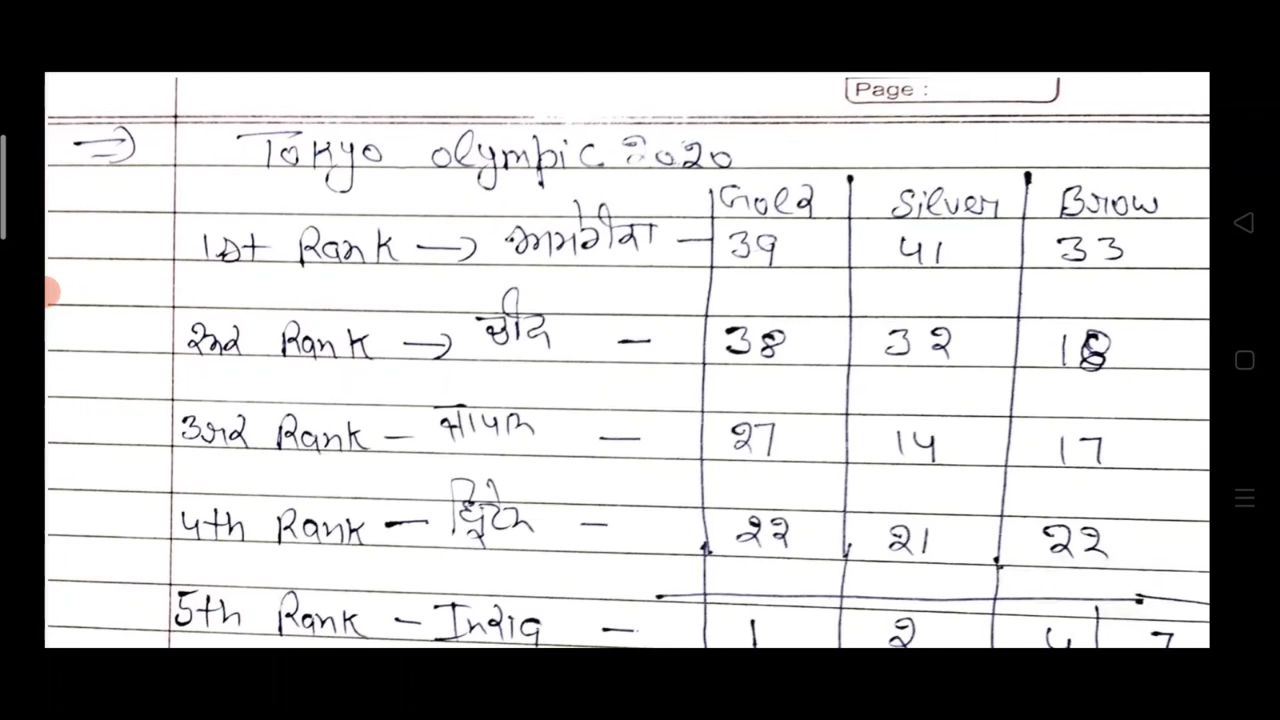 Page :
⇒ Tokyo olympic 2020
Gold Silver Brow
1st Rank → अमेरीका — 39 41 33
2nd Rank → चीन — 38 32 18
3rd Rank — जापान — 27 14 17
4th Rank — ब्रिटेन — 22 21 22
5th Rank — India — 1 2 4 7